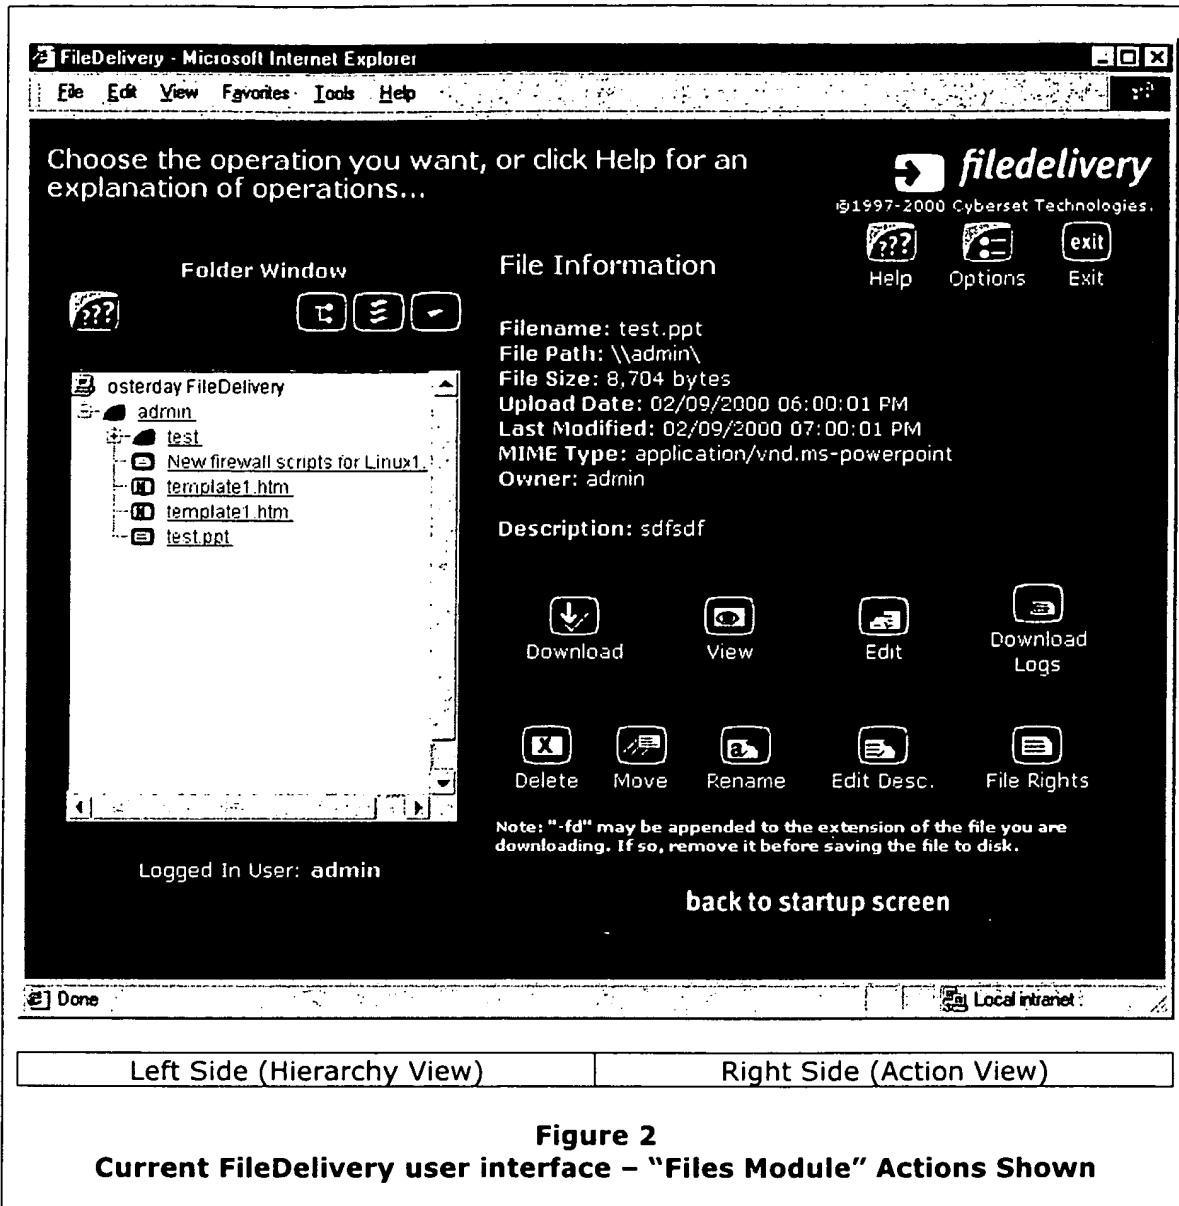 FileDelivery - Microsoft Internet Explorer
File Edit View Favorites Tools Help
Choose the operation you want, or click Help for an
explanation of operations...
filedelivery
©1997-2000 Cyberset Technologies.
???
Help
Options
exit
Exit
Folder Window
???
osterday FileDelivery
admin
test
New firewall scripts for Linux1.
template1.htm
template1.htm
test.ppt
Logged In User: admin
File Information
Filename: test.ppt
File Path: \\admin\
File Size: 8,704 bytes
Upload Date: 02/09/2000 06:00:01 PM
Last Modified: 02/09/2000 07:00:01 PM
MIME Type: application/vnd.ms-powerpoint
Owner: admin
Description: sdfsdf
Download
View
Edit
Download
Logs
X
Delete
Move
a
Rename
Edit Desc.
File Rights
Note: "-fd" may be appended to the extension of the file you are
downloading. If so, remove it before saving the file to disk.
back to startup screen
Done
Local intranet
Left Side (Hierarchy View)
Right Side (Action View)
Figure 2
Current FileDelivery user interface – “Files Module” Actions Shown